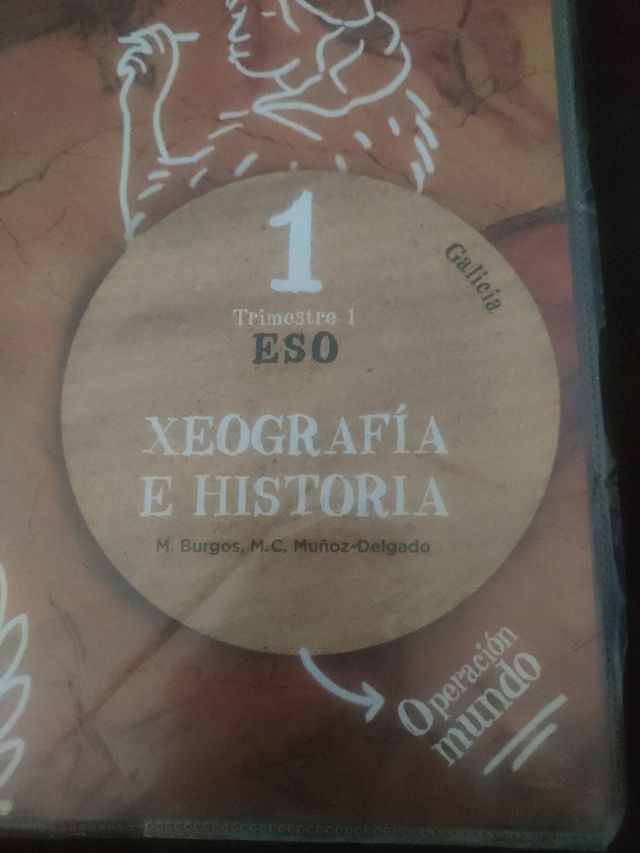 1
Galicia
Trimestre 1
ESO
XEOGRAFÍA
E HISTORIA
M. Burgos, M.C. Muñoz-Delgado
Operación
mundo